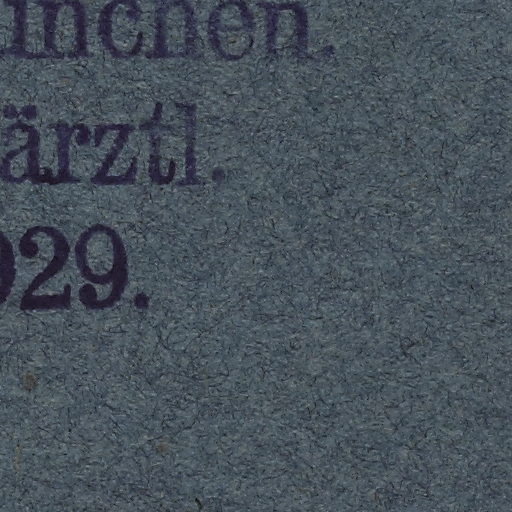 ünchen.
ärztl.
929.